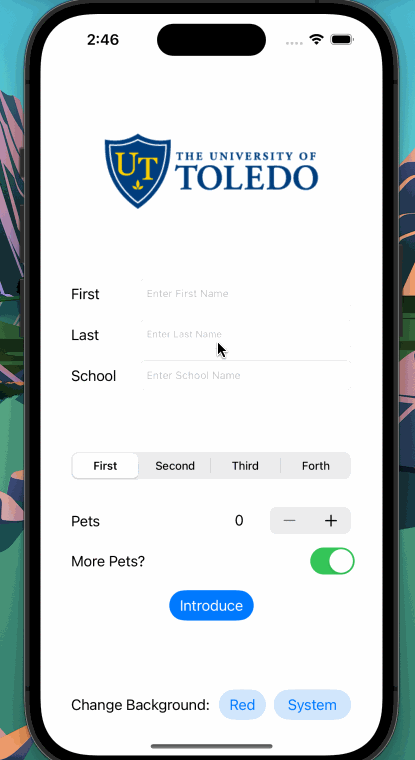 2:46
UT
THE UNIVERSITY OF
TOLEDO
First Enter First Name
Last Enter Last Name
School Enter School Name
First Second Third Forth
Pets 0 − +
More Pets?
Introduce
Change Background: Red System